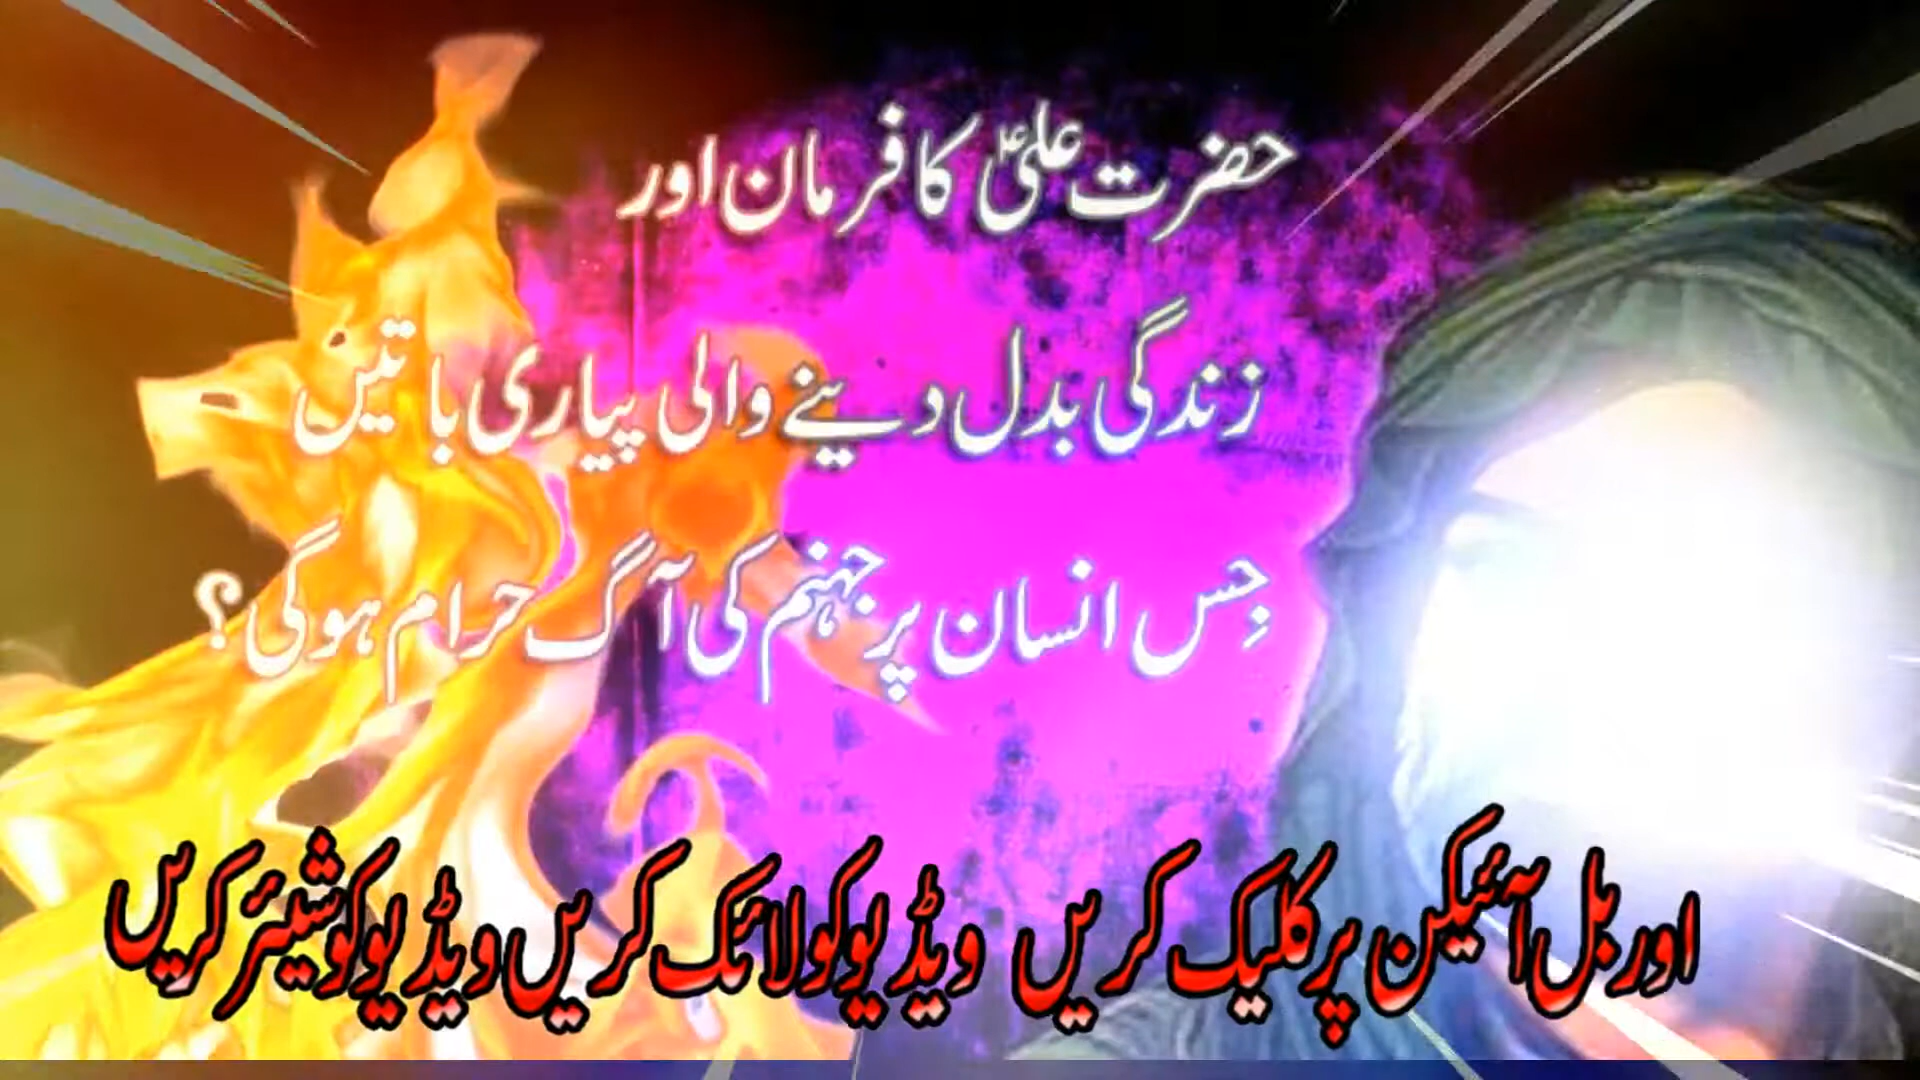 حضرت علیؑ کا فرمان اور
زندگی بدل دینے والی پیاری باتیں
جِس انسان پر جہنم کی آگ حرام ہوگی؟
اور بل آئیکن پر کلیک کریں ویڈیو کو لائک کریں ویڈیو کو شیئر کریں